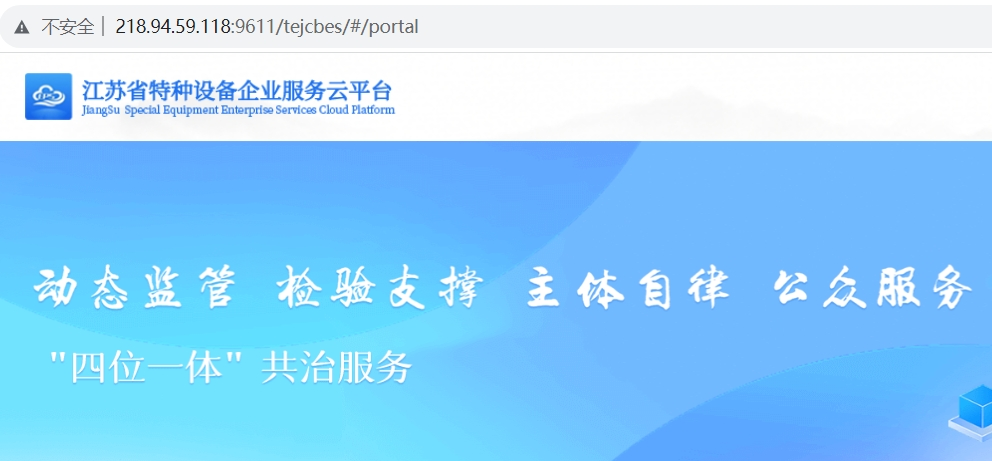 不安全 | 218.94.59.118:9611/tejcbes/#/portal
江苏省特种设备企业服务云平台
JiangSu Special Equipment Enterprise Services Cloud Platform
动态监管 检验支撑 主体自律 公众服务
"四位一体" 共治服务